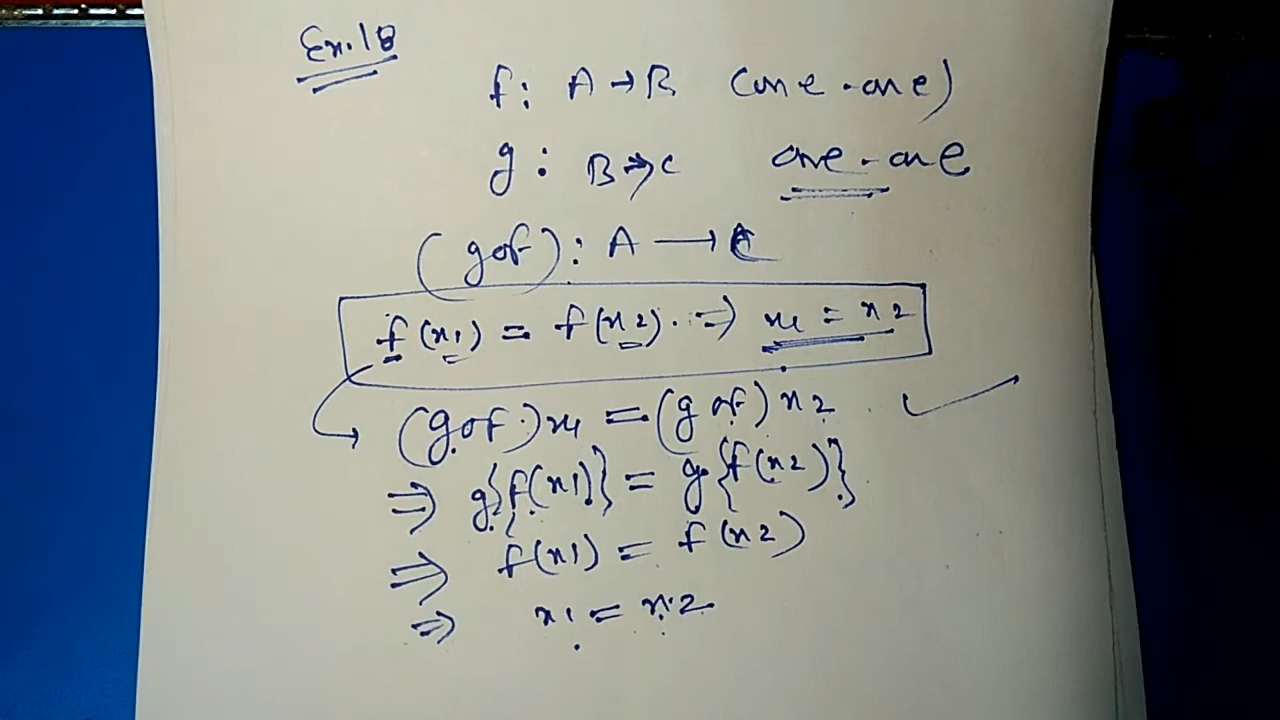 Ex.18
f: A→B (one-one)
g: B→C one-one
(gof): A → C
f(x1) = f(x2) ⇒ x1 = x2
(gof)x1 = (gof)x2
⇒ g{f(x1)} = g{f(x2)}
⇒ f(x1) = f(x2)
⇒ x1 = x2